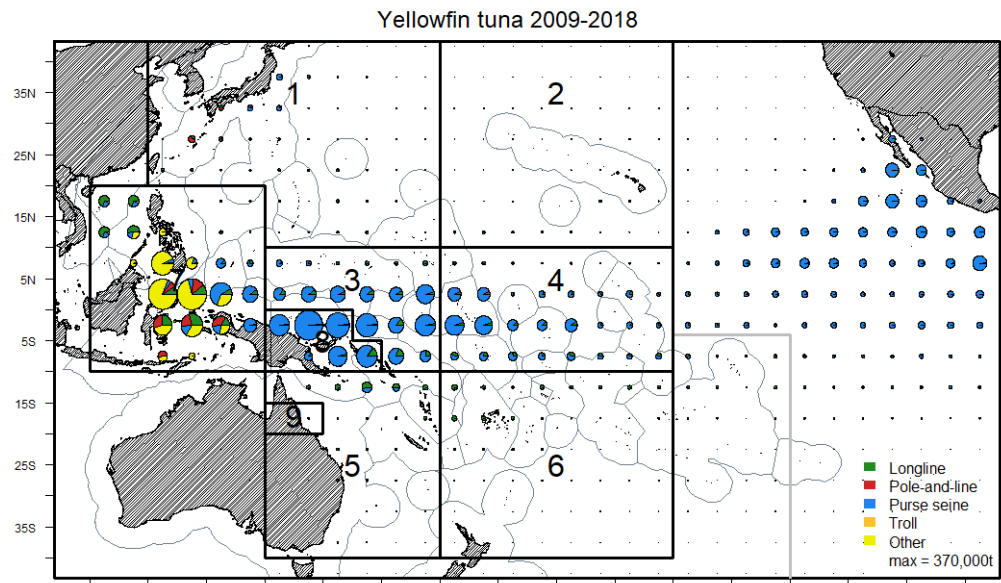 Yellowfin tuna 2009-2018
35N
25N
15N
5N
5S
15S
25S
35S
1
2
3
4
8
9
5
6
Longline
Pole-and-line
Purse seine
Troll
Other
max = 370,000t